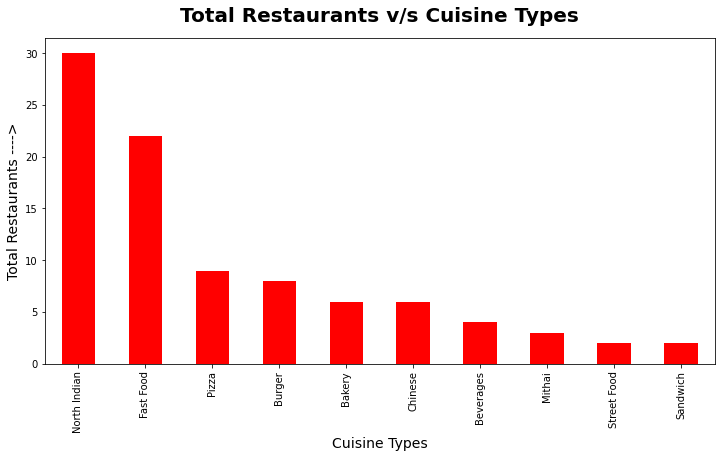 Total Restaurants v/s Cuisine Types
Total Restaurants ---->
30
25
20
15
10
5
0
North Indian
Fast Food
Pizza
Burger
Bakery
Chinese
Beverages
Mithai
Street Food
Sandwich
Cuisine Types